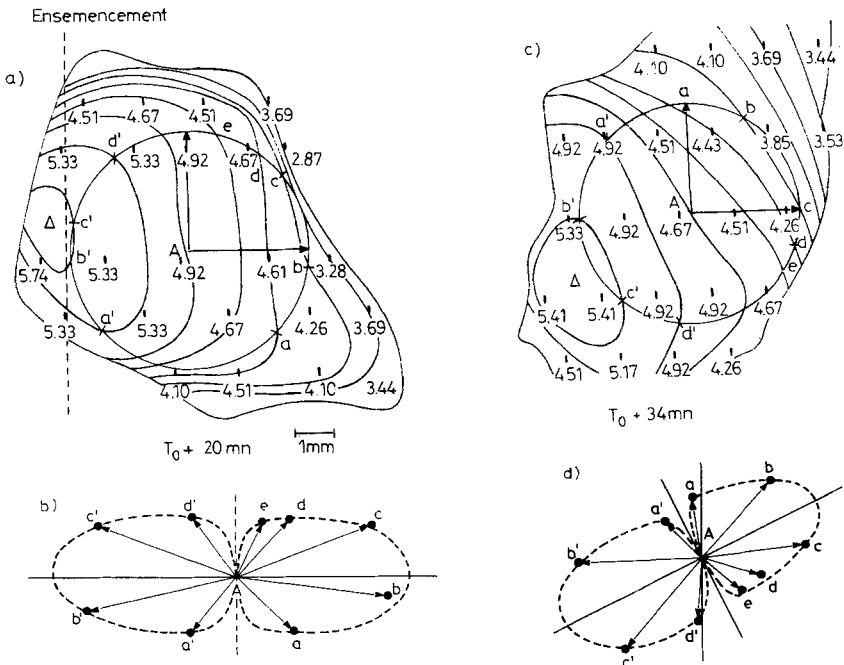 Ensemencement
a)
3.69
4.51 4.67 4.51
e
d'
5.33 5.33 4.92 4.67 2.87
d
c
Δ c'
b' A
5.74 5.33 4.92 4.61 b 3.28
a'
5.33 5.33 4.67 4.26 3.69
a
4.10 4.51 4.10 3.44
T₀ + 20 mn 1mm
c)
4.10 4.10 3.69 3.44
a b
a'
4.92 4.92 4.51 4.43 3.85 3.53
b' A c
5.33 4.92 4.67 4.51 4.26
d
e
Δ c'
5.41 5.41 4.92 4.92 4.67
d'
4.51 5.17 4.92 4.26
T₀ + 34mn
b)
c' d' e d c
A
b' b
a' a
d)
a b
a'
A
b' c
d
e
d'
c'